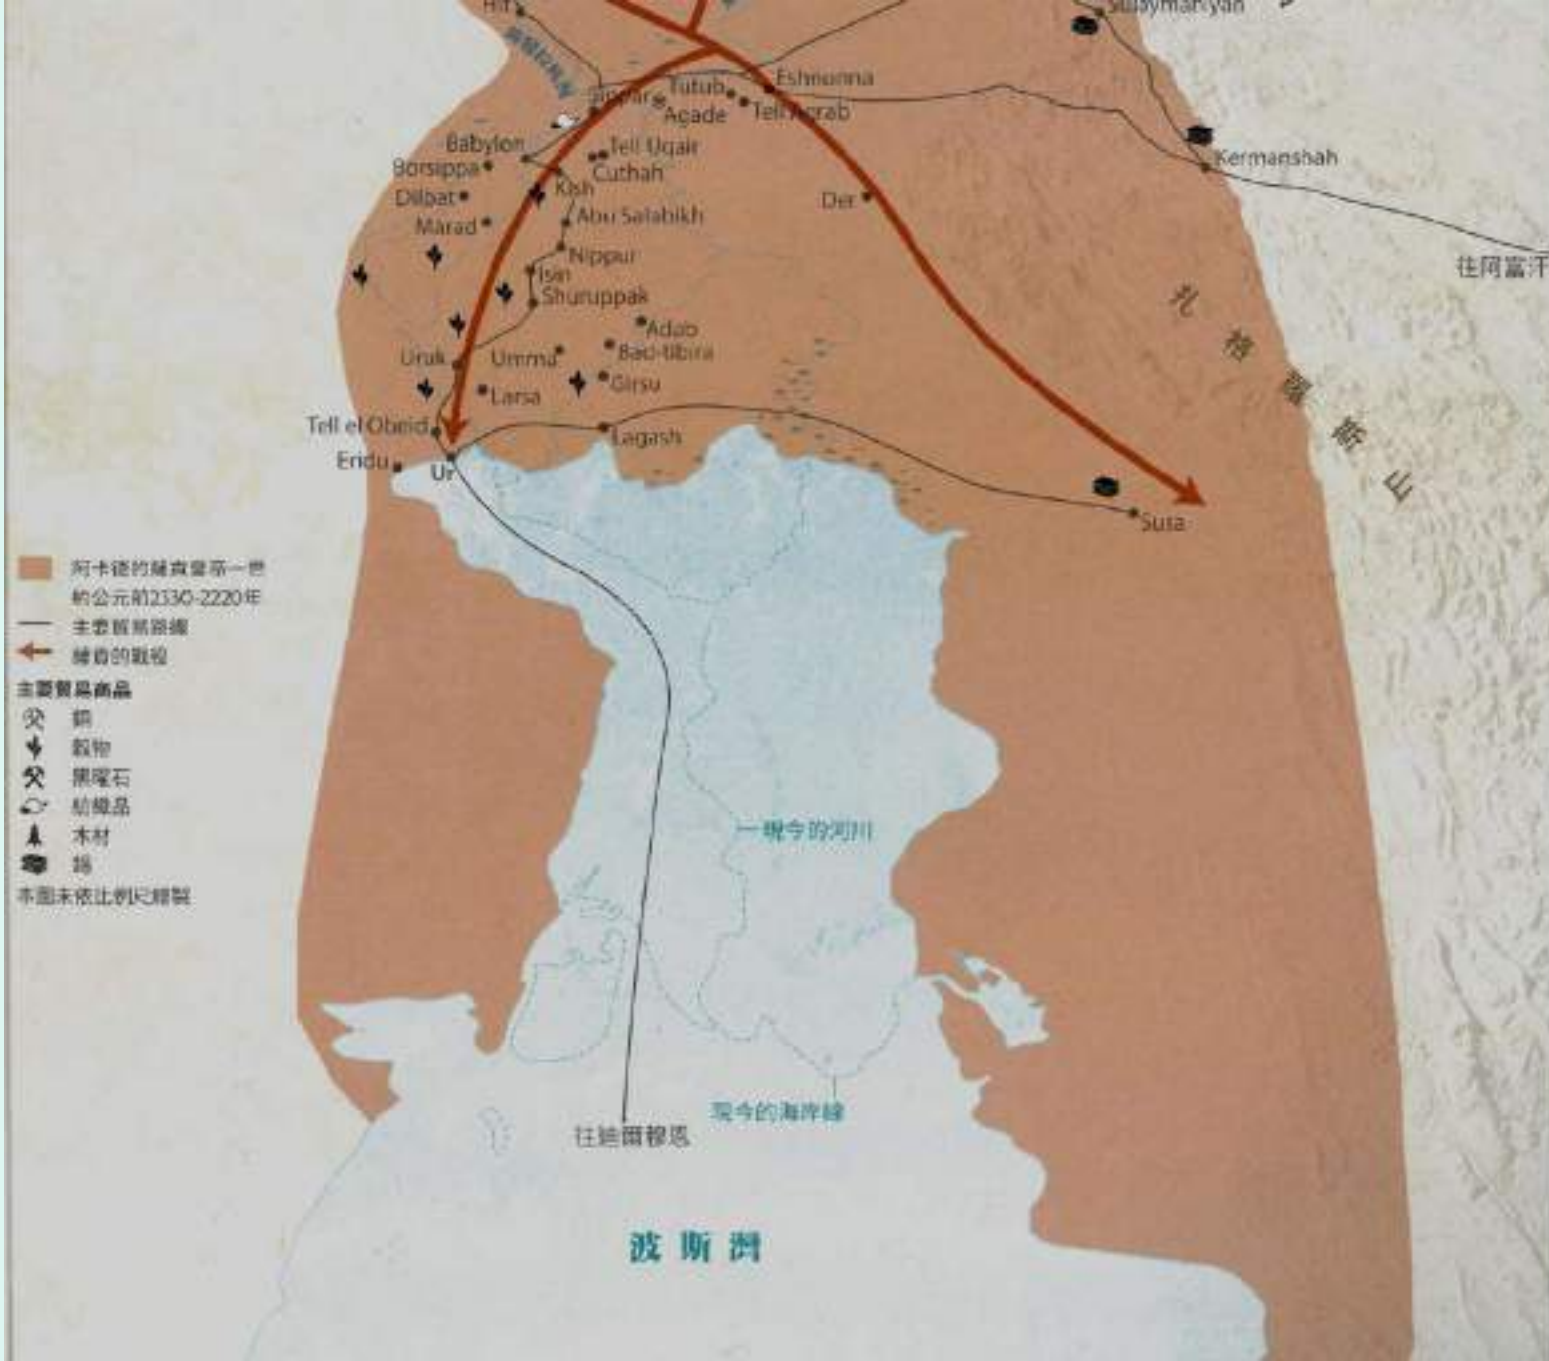 Hit
Sulaymaniyah
Eshnunna
Tutub
Sippar
Agade
Tell Agrab
Babylon
Tell Uqair
Borsippa
Cuthah
Kermanshah
Kish
Dilbat
Der
Marad
Abu Salabikh
Nippur
往阿富汗
Isin
Shuruppak
扎格羅斯山
Adab
Uruk
Umma
Bad-tibira
Girsu
Larsa
Tell el Obeid
Lagash
Eridu
Ur
Susa
阿卡德的薩貢皇帝一世
約公元前2330-2220年
主要貿易路線
薩貢的戰役
主要貿易商品
銅
穀物
黑曜石
紡織品
木材
錫
本圖未依比例尺繪製
現今的河川
現今的海岸線
往迪爾穆恩
波斯灣